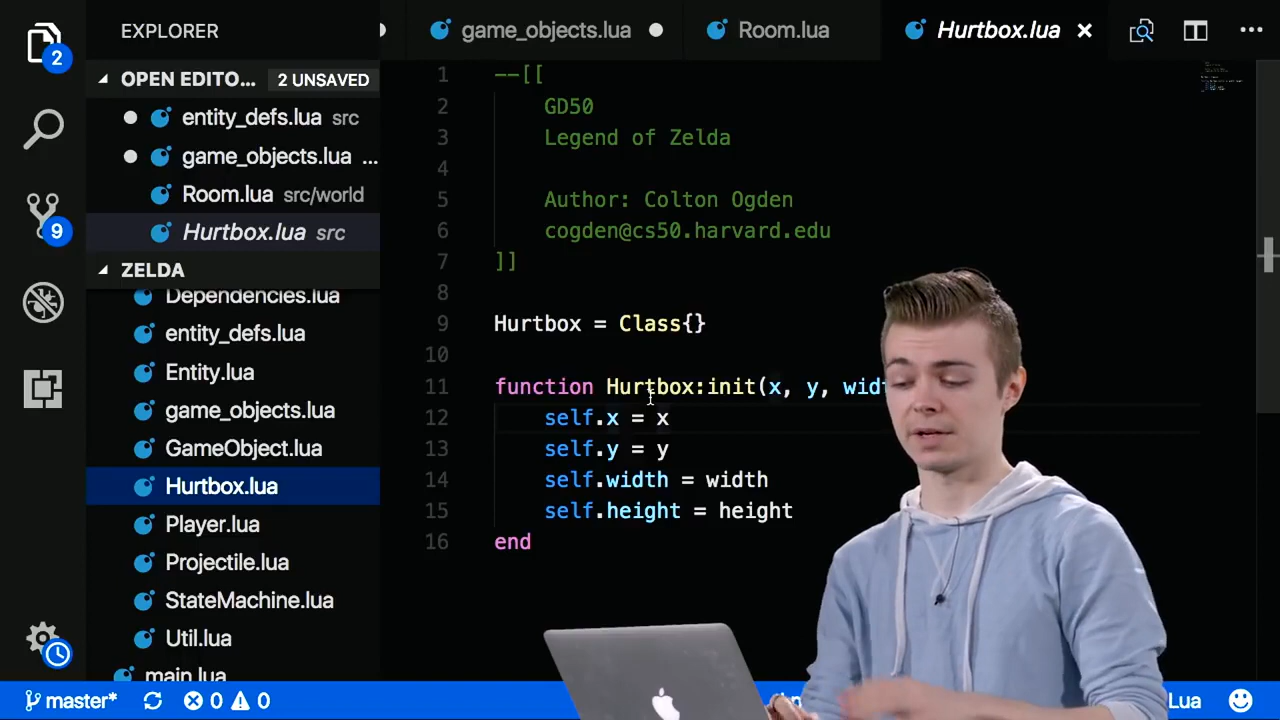 EXPLORER
game_objects.lua
Room.lua
Hurtbox.lua
2
OPEN EDITO... 2 UNSAVED
entity_defs.lua src
game_objects.lua ...
Room.lua src/world
Hurtbox.lua src
9
ZELDA
Dependencies.lua
entity_defs.lua
Entity.lua
game_objects.lua
GameObject.lua
Hurtbox.lua
Player.lua
Projectile.lua
StateMachine.lua
Util.lua
main.lua
1 --[[
2 GD50
3 Legend of Zelda
4
5 Author: Colton Ogden
6 cogden@cs50.harvard.edu
7 ]]
8
9 Hurtbox = Class{}
10
11 function Hurtbox:init(x, y, widt
12 self.x = x
13 self.y = y
14 self.width = width
15 self.height = height
16 end
master* 0 0 Lua